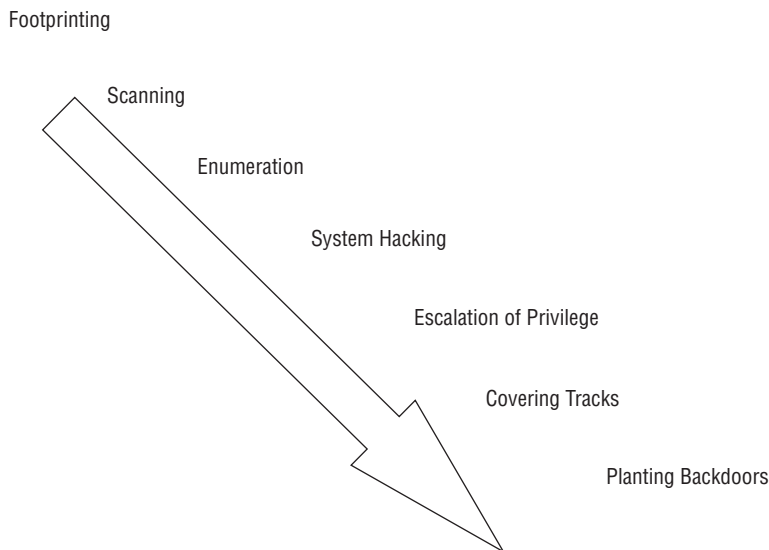 Footprinting
Scanning
Enumeration
System Hacking
Escalation of Privilege
Covering Tracks
Planting Backdoors